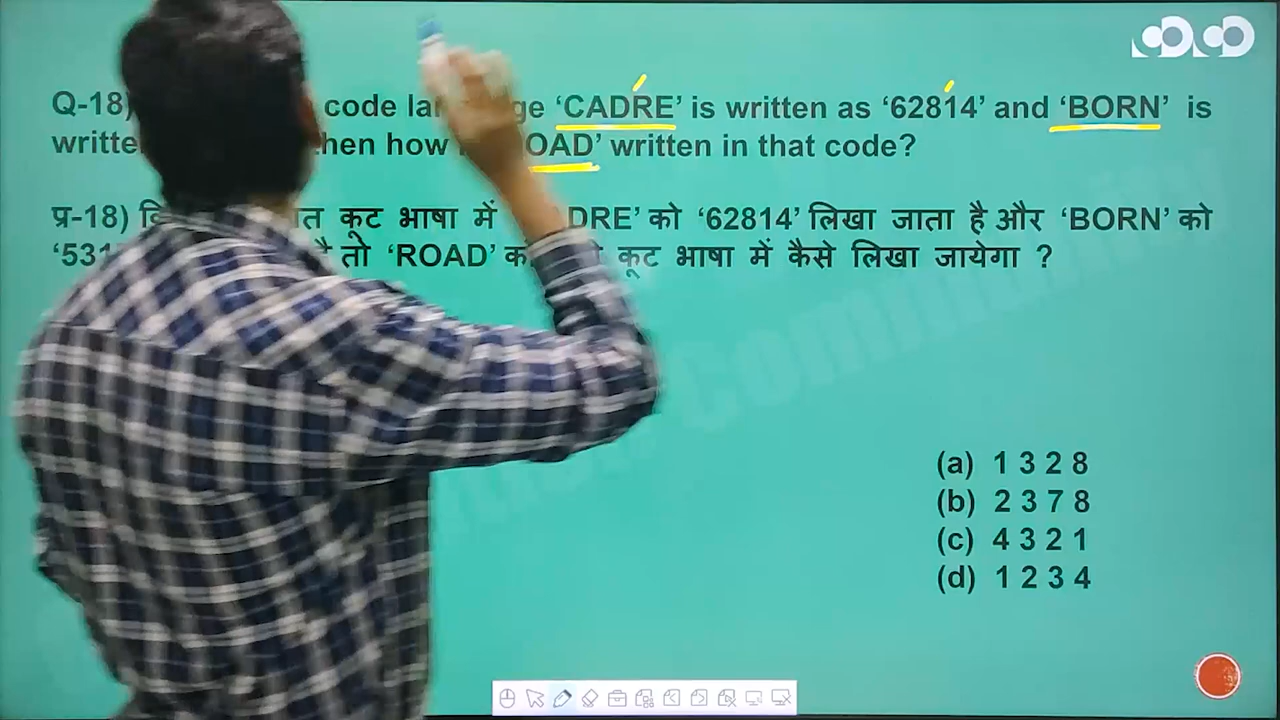 Q-18) code ge ‘CADRE’ is written as ‘62814’ and ‘BORN’ is
hen how OAD’ written in that code?
प्र-18) त कूट भाषा में DRE’ को ‘62814’ लिखा जाता है और ‘BORN’ को
‘531 है तो ‘ROAD’ कूट भाषा में कैसे लिखा जायेगा ?
(a) 1 3 2 8
(b) 2 3 7 8
(c) 4 3 2 1
(d) 1 2 3 4